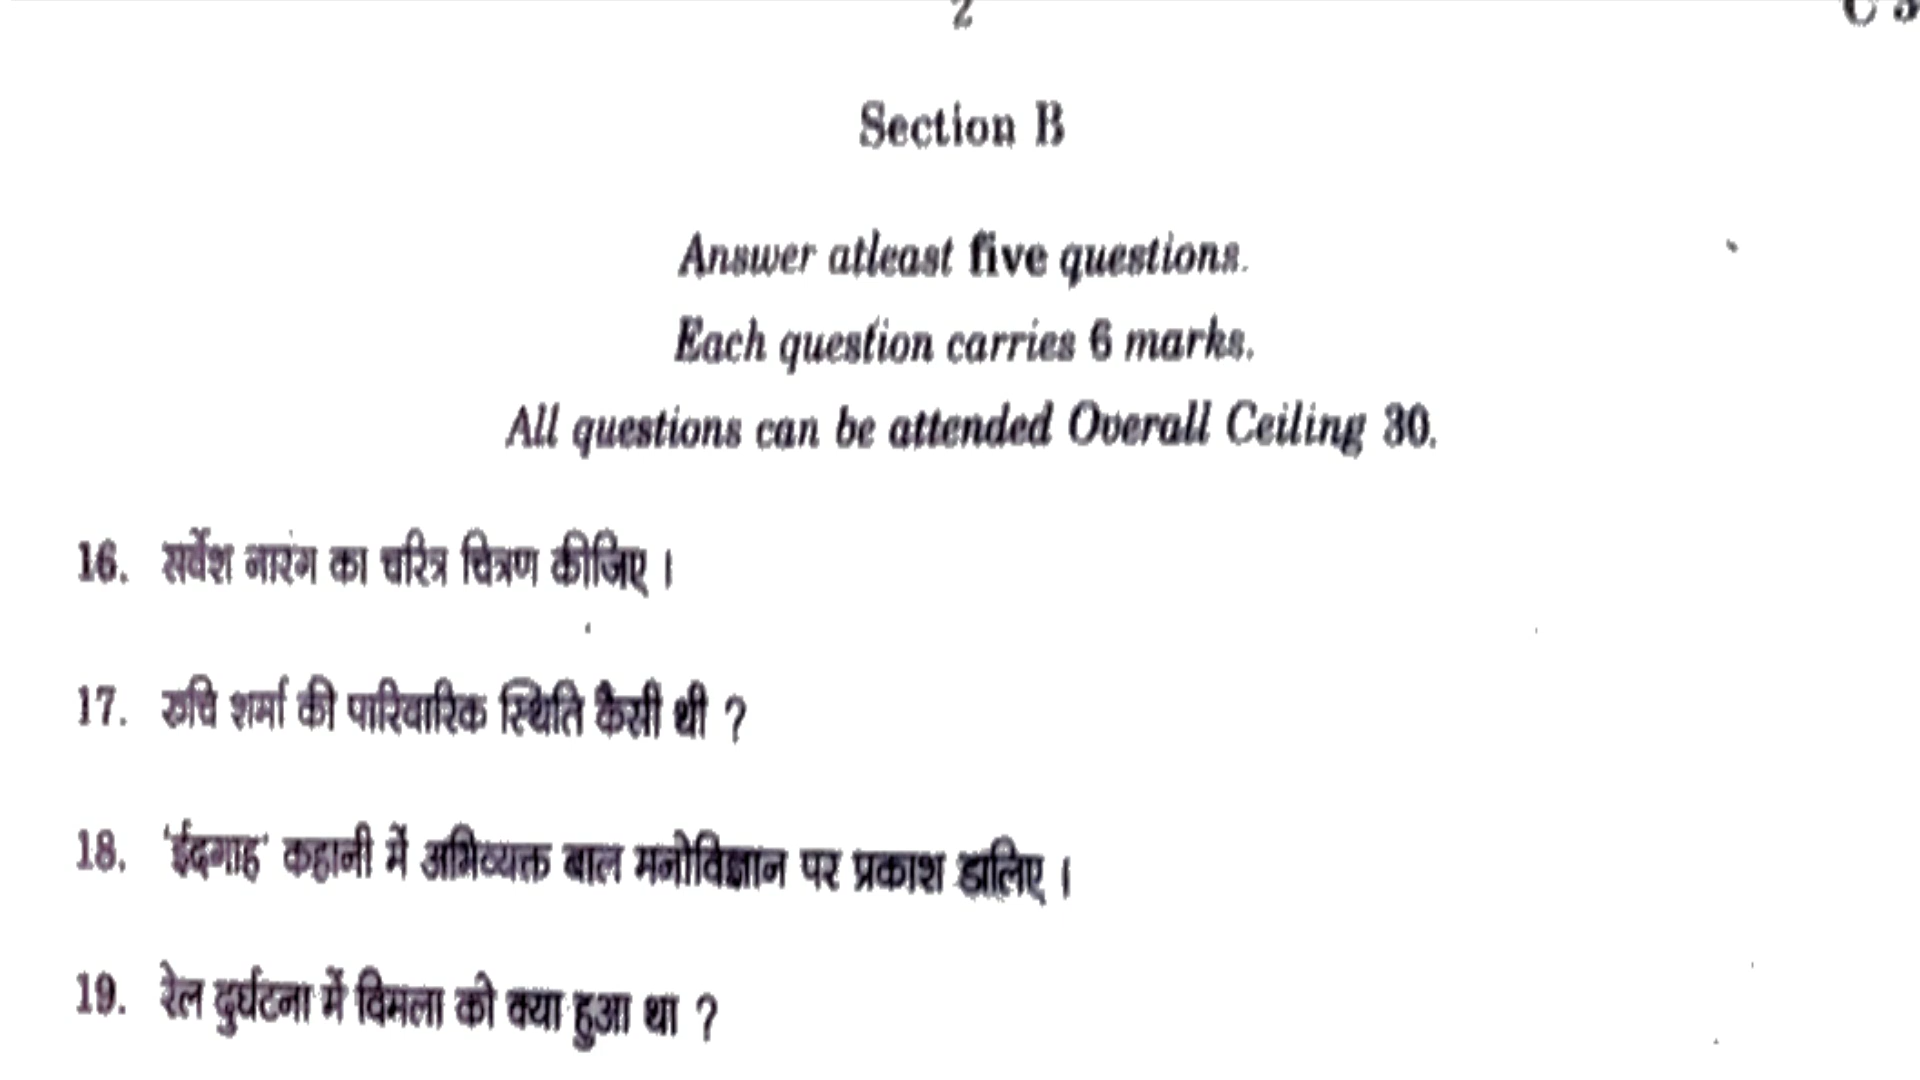 2
Section B
Answer atleast five questions.
Each question carries 6 marks.
All questions can be attended Overall Ceiling 30.
16. सर्वेश नारंग का चरित्र चित्रण कीजिए ।
17. रुचि शर्मा की पारिवारिक स्थिति कैसी थी ?
18. 'ईदगाह' कहानी में अभिव्यक्त बाल मनोविज्ञान पर प्रकाश डालिए ।
19. रेल दुर्घटना में विमला को क्या हुआ था ?